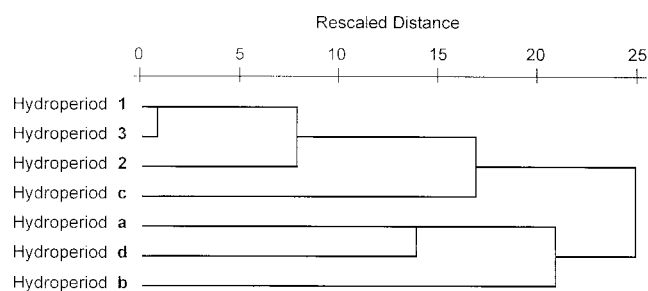 Rescaled Distance
0 5 10 15 20 25
Hydroperiod 1
Hydroperiod 3
Hydroperiod 2
Hydroperiod c
Hydroperiod a
Hydroperiod d
Hydroperiod b